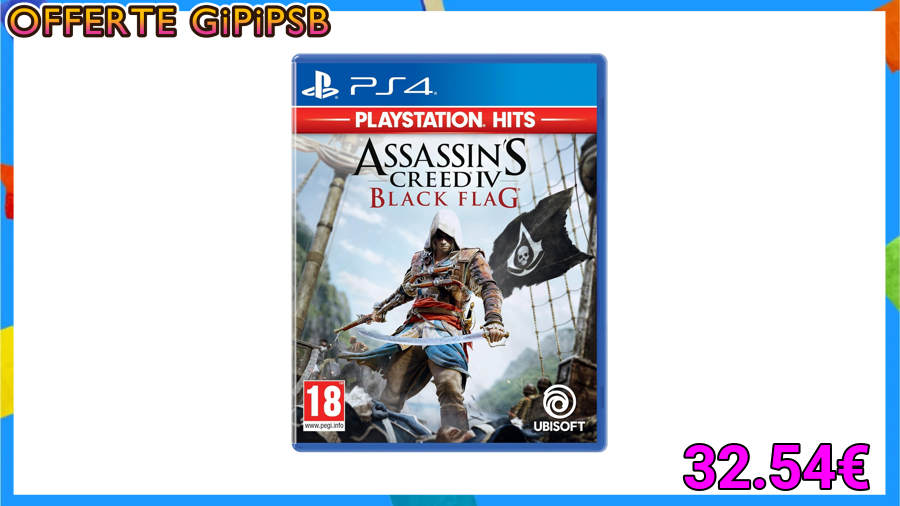 OFFERTE GiPiPSB
PS4
PLAYSTATION HITS
ASSASSIN'S
CREED IV
BLACK FLAG
18
www.pegi.info
UBISOFT
32.54€